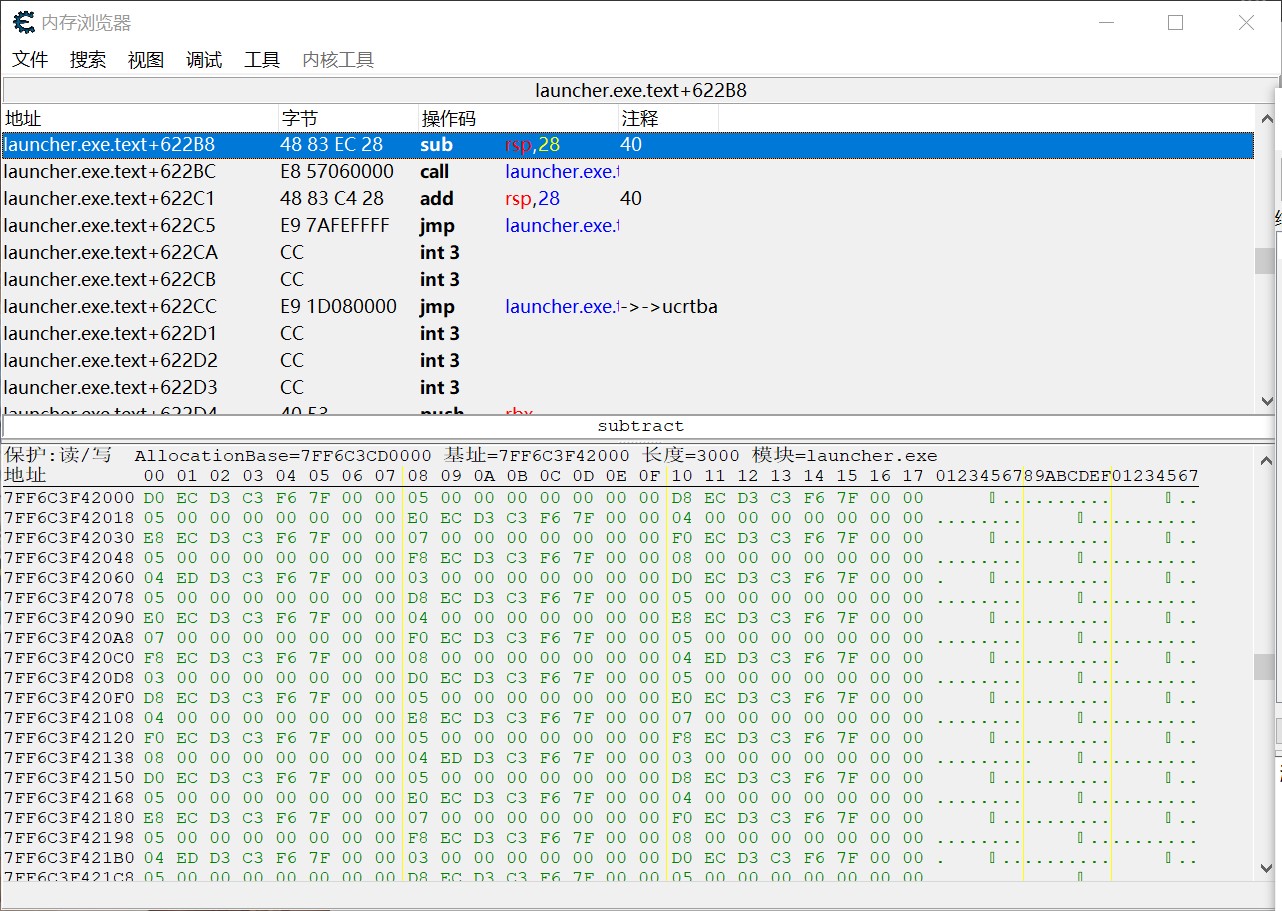 内存浏览器
文件 搜索 视图 调试 工具 内核工具
launcher.exe.text+622B8
地址 字节 操作码 注释
launcher.exe.text+622B8 48 83 EC 28 sub rsp,28 40
launcher.exe.text+622BC E8 57060000 call launcher.exe.t
launcher.exe.text+622C1 48 83 C4 28 add rsp,28 40
launcher.exe.text+622C5 E9 7AFEFFFF jmp launcher.exe.t
launcher.exe.text+622CA CC int 3
launcher.exe.text+622CB CC int 3
launcher.exe.text+622CC E9 1D080000 jmp launcher.exe.t->->ucrtba
launcher.exe.text+622D1 CC int 3
launcher.exe.text+622D2 CC int 3
launcher.exe.text+622D3 CC int 3
launcher.exe.text+622D4 40 53 push rbx
subtract
保护:读/写 AllocationBase=7FF6C3CD0000 基址=7FF6C3F42000 长度=3000 模块=launcher.exe
地址 00 01 02 03 04 05 06 07 08 09 0A 0B 0C 0D 0E 0F 10 11 12 13 14 15 16 17 0123456789ABCDEF01234567
7FF6C3F42000 D0 EC D3 C3 F6 7F 00 00 05 00 00 00 00 00 00 00 D8 EC D3 C3 F6 7F 00 00
7FF6C3F42018 05 00 00 00 00 00 00 00 E0 EC D3 C3 F6 7F 00 00 04 00 00 00 00 00 00 00
7FF6C3F42030 E8 EC D3 C3 F6 7F 00 00 07 00 00 00 00 00 00 00 F0 EC D3 C3 F6 7F 00 00
7FF6C3F42048 05 00 00 00 00 00 00 00 F8 EC D3 C3 F6 7F 00 00 08 00 00 00 00 00 00 00
7FF6C3F42060 04 ED D3 C3 F6 7F 00 00 03 00 00 00 00 00 00 00 D0 EC D3 C3 F6 7F 00 00
7FF6C3F42078 05 00 00 00 00 00 00 00 D8 EC D3 C3 F6 7F 00 00 05 00 00 00 00 00 00 00
7FF6C3F42090 E0 EC D3 C3 F6 7F 00 00 04 00 00 00 00 00 00 00 E8 EC D3 C3 F6 7F 00 00
7FF6C3F420A8 07 00 00 00 00 00 00 00 F0 EC D3 C3 F6 7F 00 00 05 00 00 00 00 00 00 00
7FF6C3F420C0 F8 EC D3 C3 F6 7F 00 00 08 00 00 00 00 00 00 00 04 ED D3 C3 F6 7F 00 00
7FF6C3F420D8 03 00 00 00 00 00 00 00 D0 EC D3 C3 F6 7F 00 00 05 00 00 00 00 00 00 00
7FF6C3F420F0 D8 EC D3 C3 F6 7F 00 00 05 00 00 00 00 00 00 00 E0 EC D3 C3 F6 7F 00 00
7FF6C3F42108 04 00 00 00 00 00 00 00 E8 EC D3 C3 F6 7F 00 00 07 00 00 00 00 00 00 00
7FF6C3F42120 F0 EC D3 C3 F6 7F 00 00 05 00 00 00 00 00 00 00 F8 EC D3 C3 F6 7F 00 00
7FF6C3F42138 08 00 00 00 00 00 00 00 04 ED D3 C3 F6 7F 00 00 03 00 00 00 00 00 00 00
7FF6C3F42150 D0 EC D3 C3 F6 7F 00 00 05 00 00 00 00 00 00 00 D8 EC D3 C3 F6 7F 00 00
7FF6C3F42168 05 00 00 00 00 00 00 00 E0 EC D3 C3 F6 7F 00 00 04 00 00 00 00 00 00 00
7FF6C3F42180 E8 EC D3 C3 F6 7F 00 00 07 00 00 00 00 00 00 00 F0 EC D3 C3 F6 7F 00 00
7FF6C3F42198 05 00 00 00 00 00 00 00 F8 EC D3 C3 F6 7F 00 00 08 00 00 00 00 00 00 00
7FF6C3F421B0 04 ED D3 C3 F6 7F 00 00 03 00 00 00 00 00 00 00 D0 EC D3 C3 F6 7F 00 00
7FF6C3F421C8 05 00 00 00 00 00 00 00 D8 EC D3 C3 F6 7F 00 00 05 00 00 00 00 00 00 00